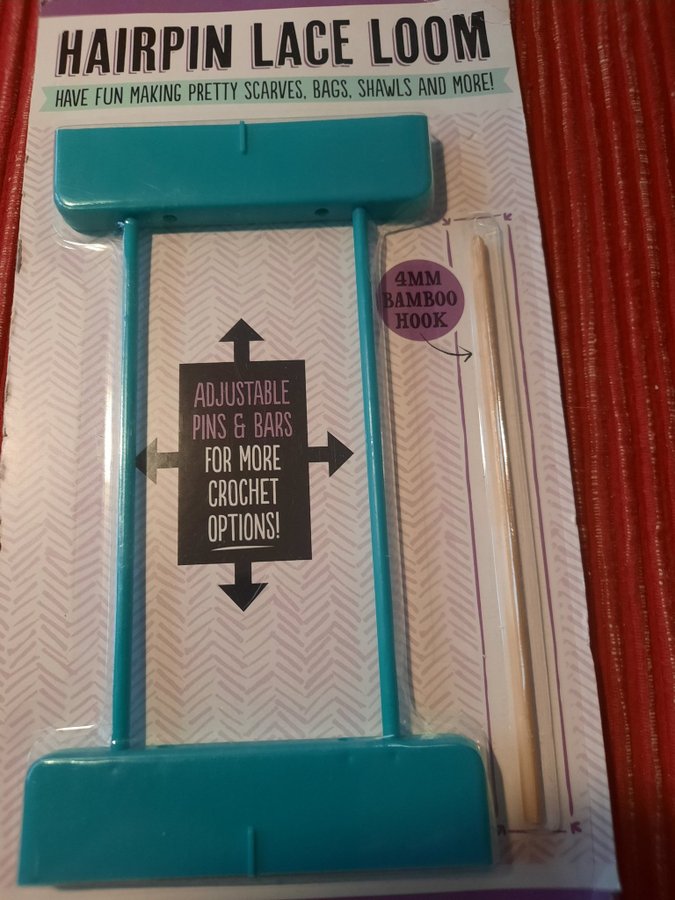 HAIRPIN LACE LOOM
HAVE FUN MAKING PRETTY SCARVES, BAGS, SHAWLS AND MORE!
4MM
BAMBOO
HOOK
ADJUSTABLE
PINS & BARS
FOR MORE
CROCHET
OPTIONS!